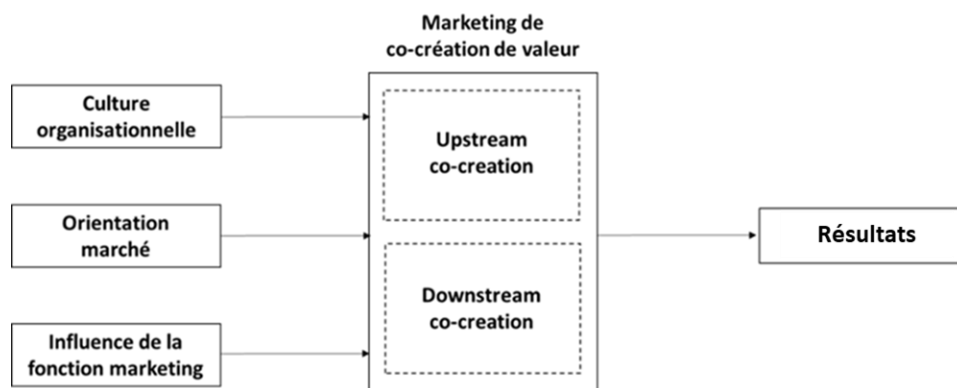 Marketing de
co-création de valeur
Culture
organisationnelle
Upstream
co-creation
Orientation
marché
Résultats
Downstream
co-creation
Influence de la
fonction marketing